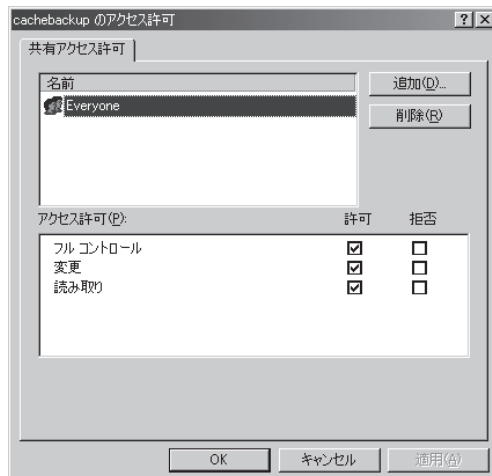 cachebackup のアクセス許可
共有アクセス許可
名前
追加(D)...
Everyone
削除(R)
アクセス許可(P): 許可 拒否
フル コントロール
変更
読み取り
OK キャンセル 適用(A)